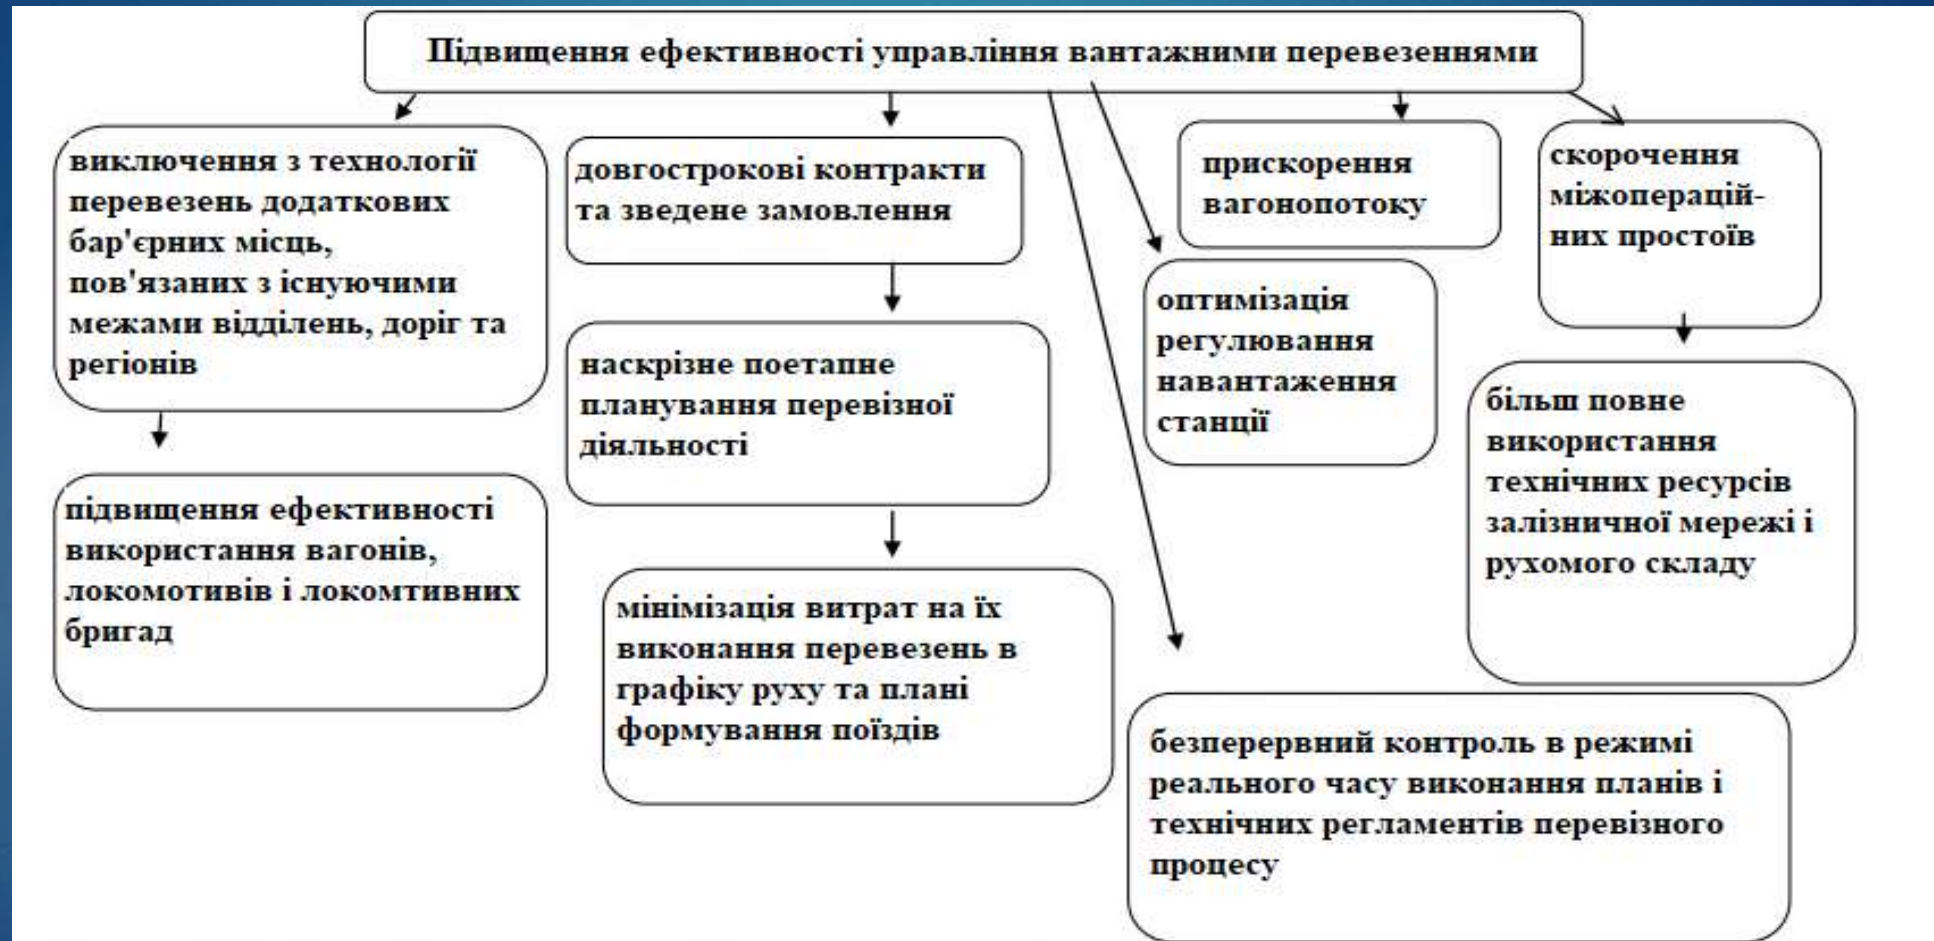 Підвищення ефективності управління вантажними перевезеннями
виключення з технології
перевезень додаткових
бар'єрних місць,
пов'язаних з існуючими
межами відділень, доріг та
регіонів
підвищення ефективності
використання вагонів,
локомотивів і локомтивних
бригад
довгострокові контракти
та зведене замовлення
наскрізне поетапне
планування перевізної
діяльності
мінімізація витрат на їх
виконання перевезень в
графіку руху та плані
формування поїздів
прискорення
вагонопотоку
оптимізація
регулювання
навантаження
станції
скорочення
міжоперацій-
них простоїв
більш повне
використання
технічних ресурсів
залізничної мережі і
рухомого складу
безперервний контроль в режимі
реального часу виконання планів і
технічних регламентів перевізного
процесу